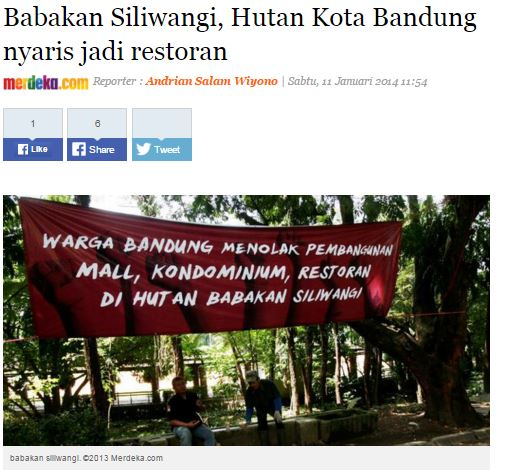 Babakan Siliwangi, Hutan Kota Bandung
nyaris jadi restoran
merdeka.com Reporter : Andrian Salam Wiyono | Sabtu, 11 Januari 2014 11:54
1 6
Like Share Tweet
WARGA BANDUNG MENOLAK PEMBANGUNAN
MALL, KONDOMINIUM, RESTORAN
DI HUTAN BABAKAN SILIWANGI
babakan siliwangi. ©2013 Merdeka.com